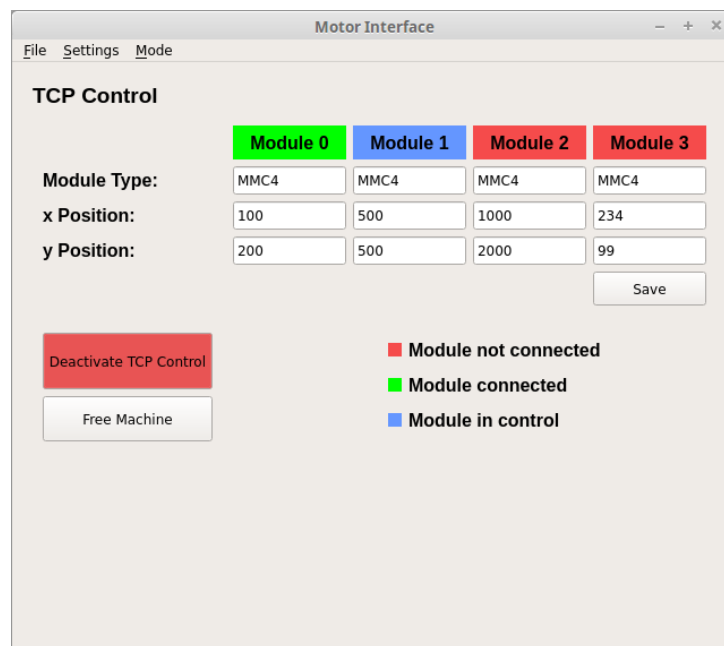 Motor Interface
File Settings Mode
TCP Control
Module 0 Module 1 Module 2 Module 3
Module Type: MMC4 MMC4 MMC4 MMC4
x Position: 100 500 1000 234
y Position: 200 500 2000 99
Save
Deactivate TCP Control
Free Machine
Module not connected
Module connected
Module in control